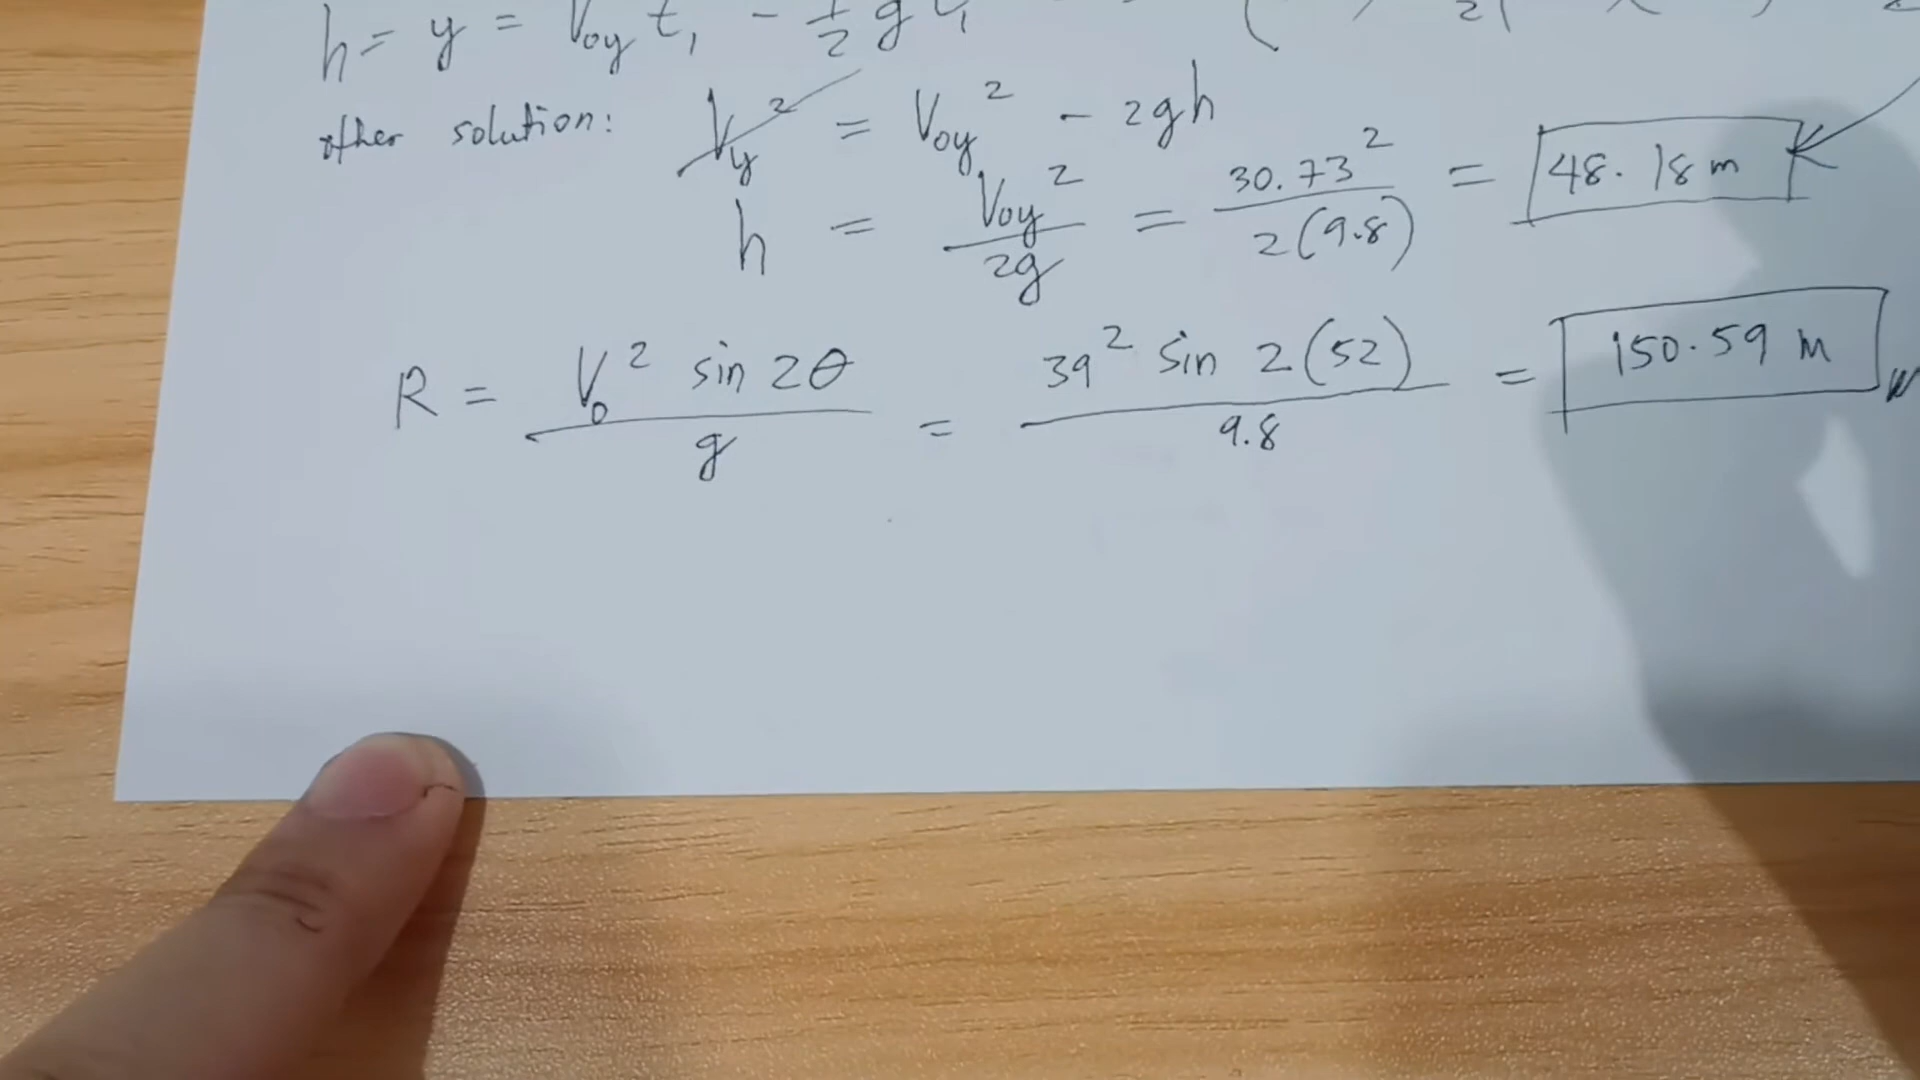 h = y = Voy t₁ - 1/2 g t₁
other solution: Vy² = Voy² - 2gh
h = Voy²/2g = 30.73²/2(9.8) = 48.18 m
R = V₀² sin 2θ/g = 39² sin 2(52)/9.8 = 150.59 m